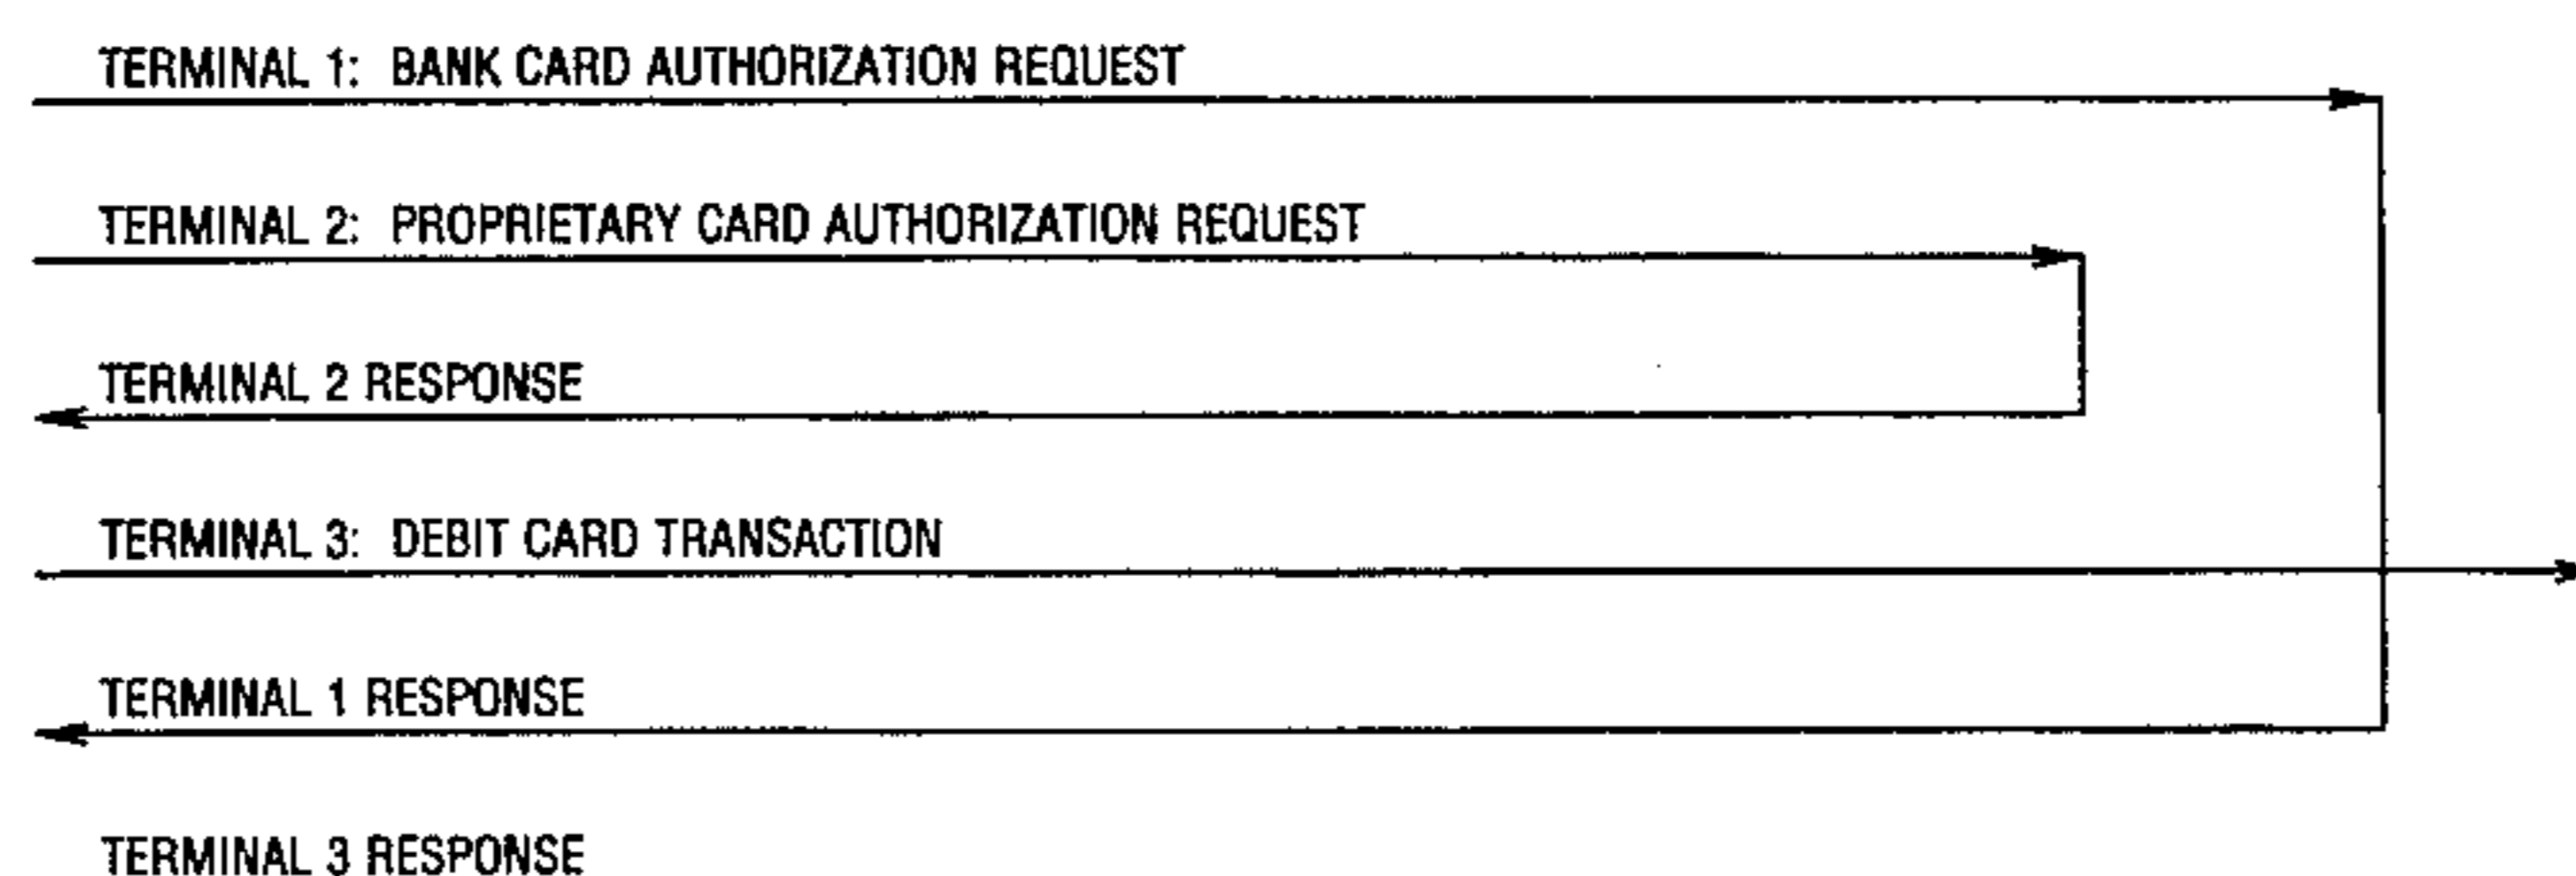 TERMINAL 1: BANK CARD AUTHORIZATION REQUEST
TERMINAL 2: PROPRIETARY CARD AUTHORIZATION REQUEST
TERMINAL 2 RESPONSE
TERMINAL 3: DEBIT CARD TRANSACTION
TERMINAL 1 RESPONSE
TERMINAL 3 RESPONSE